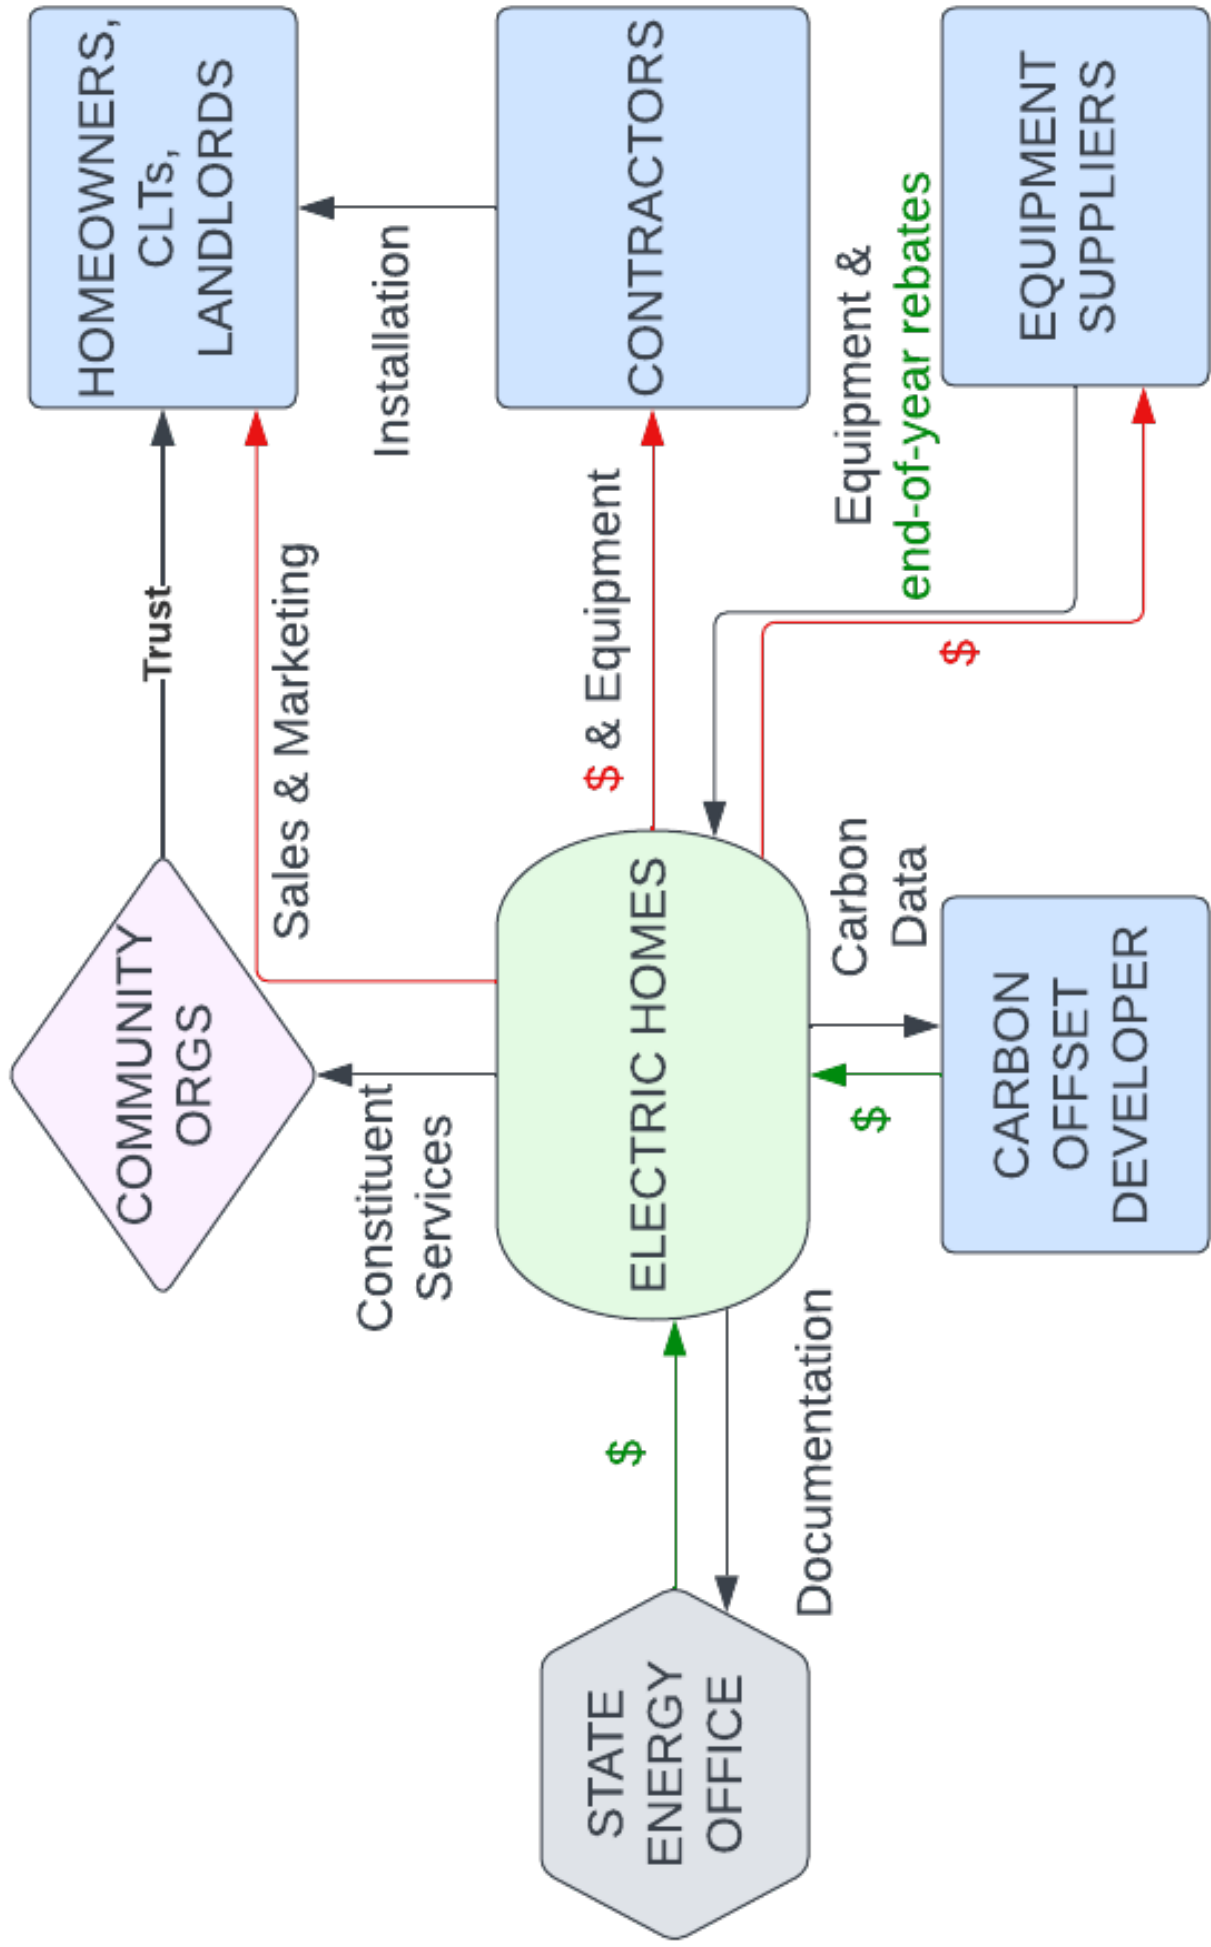 COMMUNITY
ORGS
Trust
HOMEOWNERS,
CLTs,
LANDLORDS
Sales & Marketing
Constituent
Services
Installation
STATE
ENERGY
OFFICE
$
Documentation
ELECTRIC HOMES
$ & Equipment
CONTRACTORS
$
Carbon
Data
Equipment &
end-of-year rebates
$
CARBON
OFFSET
DEVELOPER
EQUIPMENT
SUPPLIERS